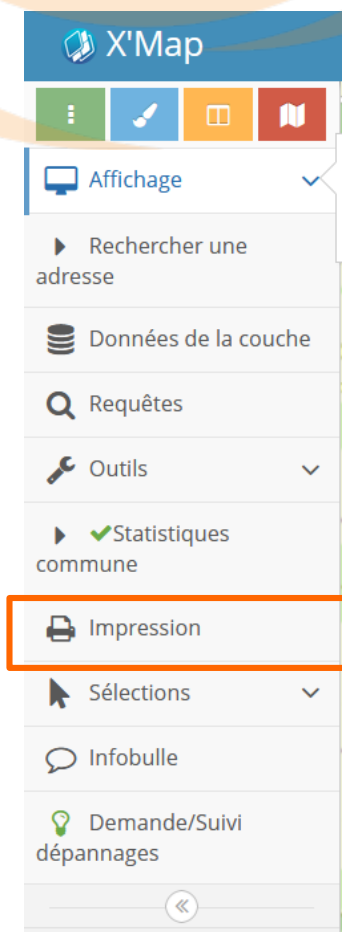 X'Map
Affichage
Rechercher une
adresse
Données de la couche
Requêtes
Outils
Statistiques
commune
Impression
Sélections
Infobulle
Demande/Suivi
dépannages